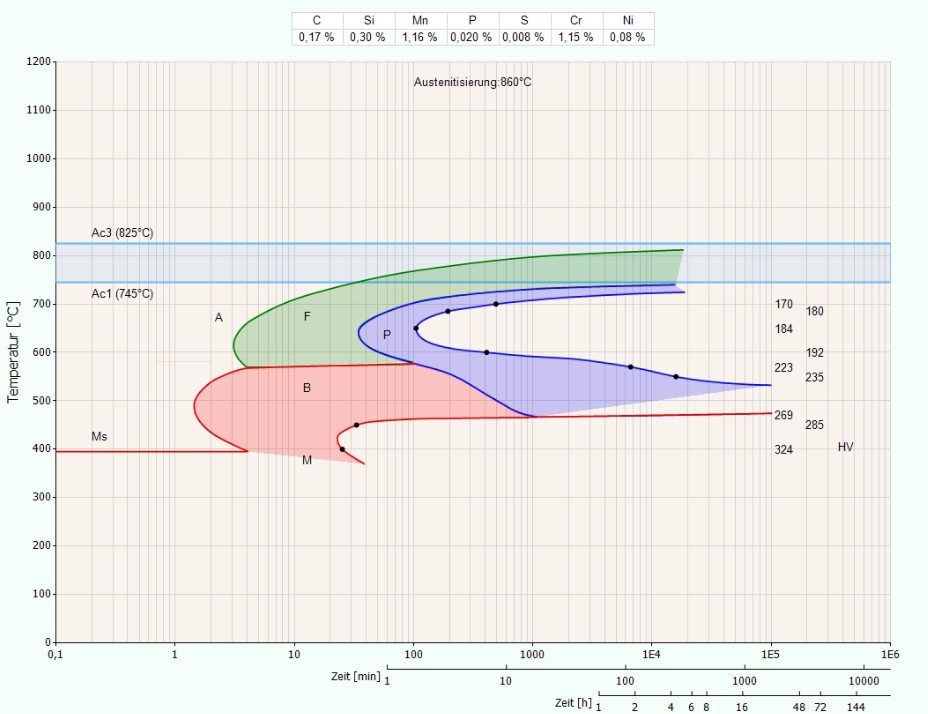 C Si Mn P S Cr Ni
0,17 % 0,30 % 1,16 % 0,020 % 0,008 % 1,15 % 0,08 %
1200
Austenitisierung:860°C
1100
1000
900
Ac3 (825°C)
800
Ac1 (745°C)
700
170 180
A F
P 184
600
192
223
235
B
500
269
285
Ms
400
M
324 HV
300
200
100
0
Temperatur [°C]
0,1 1 10 100 1000 1E4 1E5 1E6
Zeit [min] 1 10 100 1000 10000
Zeit [h] 1 2 4 6 8 16 48 72 144